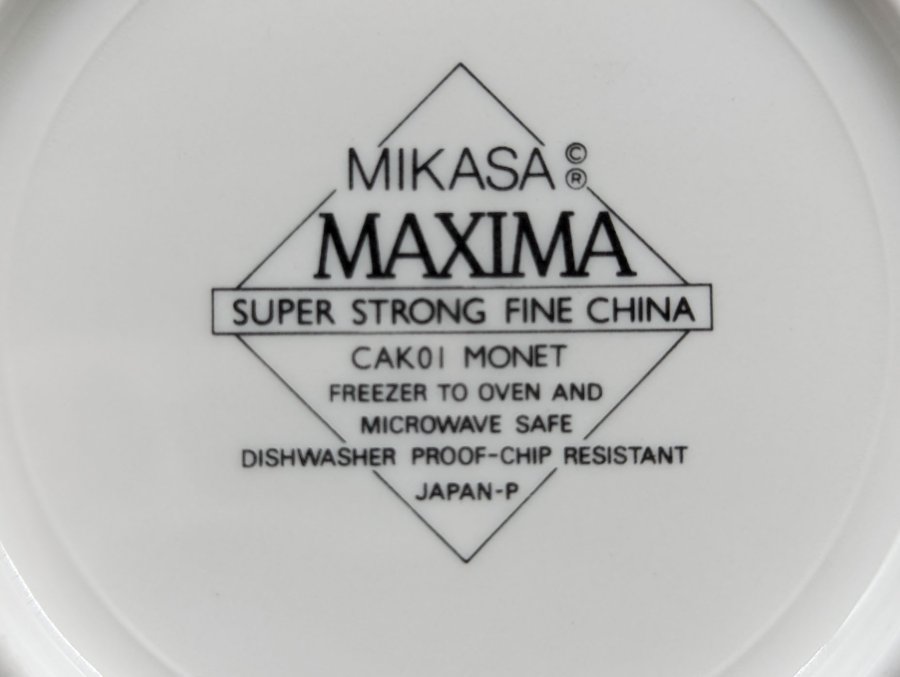 MIKASA ©
®
MAXIMA
SUPER STRONG FINE CHINA
CAK01 MONET
FREEZER TO OVEN AND
MICROWAVE SAFE
DISHWASHER PROOF-CHIP RESISTANT
JAPAN-P